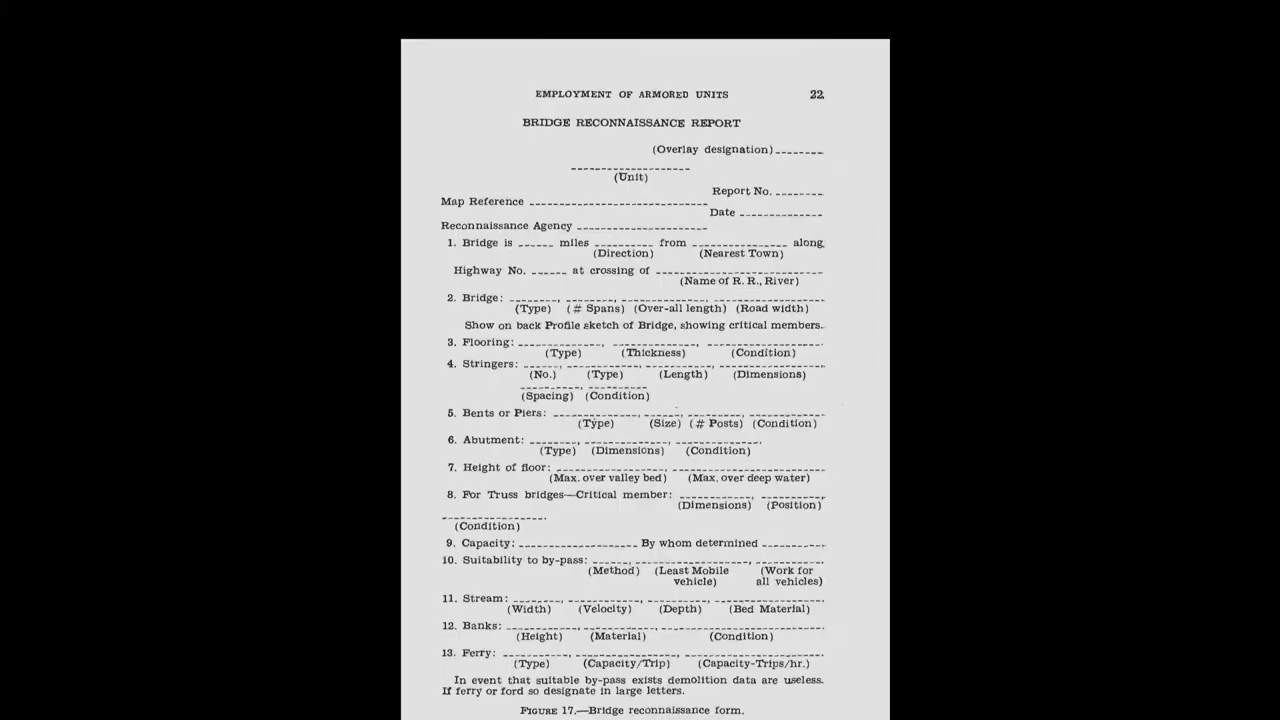 EMPLOYMENT OF ARMORED UNITS 22
BRIDGE RECONNAISSANCE REPORT
(Overlay designation)
(Unit)
Report No.
Map Reference
Date
Reconnaissance Agency
1. Bridge is miles from along
(Direction) (Nearest Town)
Highway No. at crossing of
(Name of R. R., River)
2. Bridge:
(Type) (# Spans) (Over-all length) (Road width)
Show on back Profile sketch of Bridge, showing critical members.
3. Flooring:
(Type) (Thickness) (Condition)
4. Stringers:
(No.) (Type) (Length) (Dimensions)
(Spacing) (Condition)
5. Bents or Piers:
(Type) (Size) (# Posts) (Condition)
6. Abutment:
(Type) (Dimensions) (Condition)
7. Height of floor:
(Max. over valley bed) (Max. over deep water)
8. For Truss bridges—Critical member:
(Dimensions) (Position)
(Condition)
9. Capacity: By whom determined
10. Suitability to by-pass:
(Method) (Least Mobile (Work for
vehicle) all vehicles)
11. Stream:
(Width) (Velocity) (Depth) (Bed Material)
12. Banks:
(Height) (Material) (Condition)
13. Ferry:
(Type) (Capacity/Trip) (Capacity-Trips/hr.)
In event that suitable by-pass exists demolition data are useless.
If ferry or ford so designate in large letters.
FIGURE 17.—Bridge reconnaissance form.